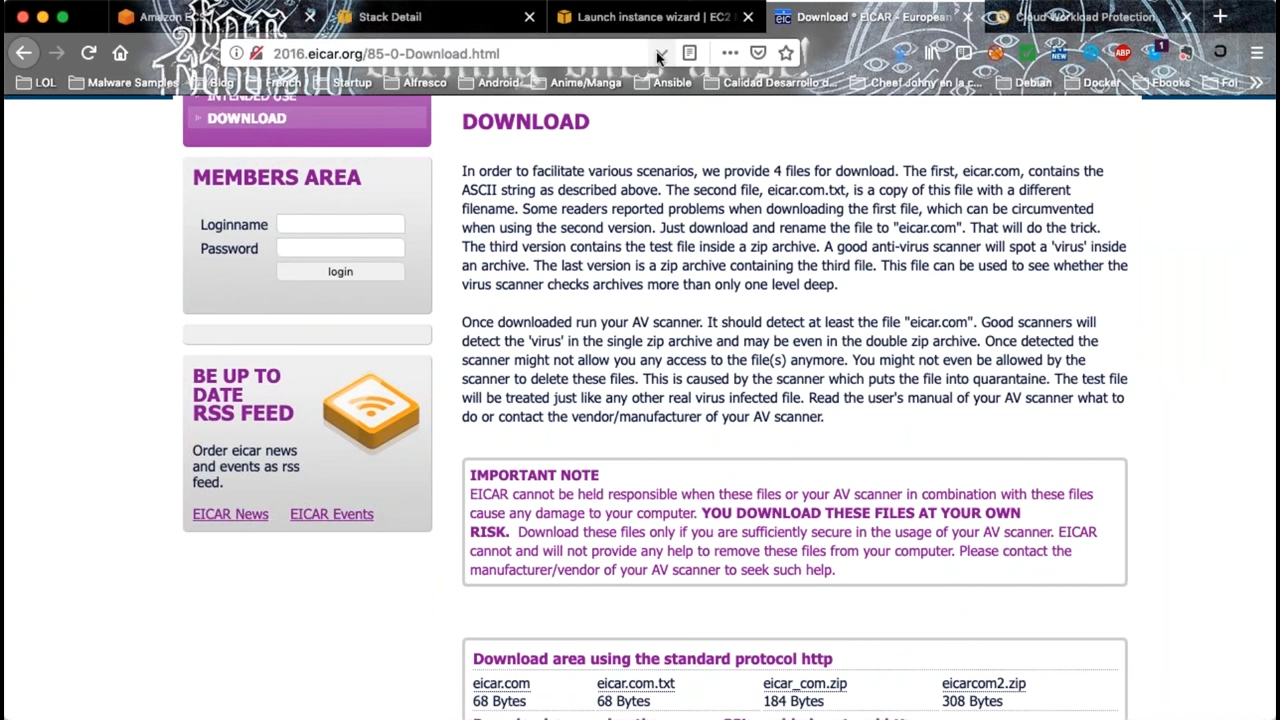 Amazon ECS
Stack Detail
Launch instance wizard | EC2
Download ° EICAR - European
Cloud Workload Protection
2016.eicar.org/85-0-Download.html
ABP
1
NEW
LOL
Malware Samples
Blog
French
Startup
Alfresco
Android
Anime/Manga
Ansible
Calidad Desarrollo d...
Cheef Johny en la c...
Debian
Docker
Ebooks
Fol
INTENDED USE
DOWNLOAD
MEMBERS AREA
Loginname
Password
login
BE UP TO
DATE
RSS FEED
Order eicar news
and events as rss
feed.
EICAR News EICAR Events
DOWNLOAD
In order to facilitate various scenarios, we provide 4 files for download. The first, eicar.com, contains the
ASCII string as described above. The second file, eicar.com.txt, is a copy of this file with a different
filename. Some readers reported problems when downloading the first file, which can be circumvented
when using the second version. Just download and rename the file to "eicar.com". That will do the trick.
The third version contains the test file inside a zip archive. A good anti-virus scanner will spot a 'virus' inside
an archive. The last version is a zip archive containing the third file. This file can be used to see whether the
virus scanner checks archives more than only one level deep.
Once downloaded run your AV scanner. It should detect at least the file "eicar.com". Good scanners will
detect the 'virus' in the single zip archive and may be even in the double zip archive. Once detected the
scanner might not allow you any access to the file(s) anymore. You might not even be allowed by the
scanner to delete these files. This is caused by the scanner which puts the file into quarantaine. The test file
will be treated just like any other real virus infected file. Read the user's manual of your AV scanner what to
do or contact the vendor/manufacturer of your AV scanner.
IMPORTANT NOTE
EICAR cannot be held responsible when these files or your AV scanner in combination with these files
cause any damage to your computer. YOU DOWNLOAD THESE FILES AT YOUR OWN
RISK. Download these files only if you are sufficiently secure in the usage of your AV scanner. EICAR
cannot and will not provide any help to remove these files from your computer. Please contact the
manufacturer/vendor of your AV scanner to seek such help.
Download area using the standard protocol http
eicar.com eicar.com.txt eicar_com.zip eicarcom2.zip
68 Bytes 68 Bytes 184 Bytes 308 Bytes